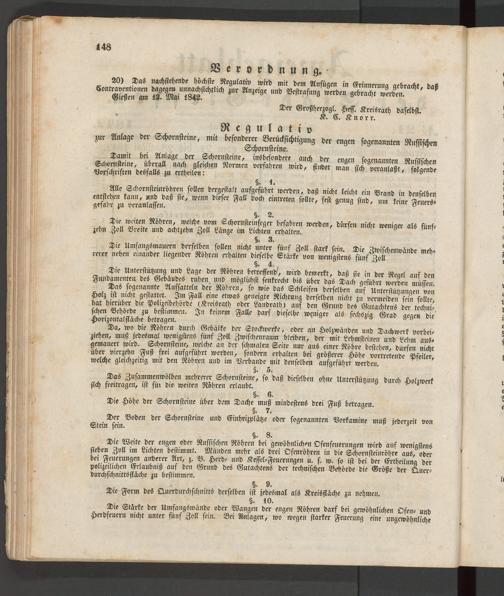 148
Verordnung.
20) Das nachstehende höchste Regulativ wird mit dem Anfügen in Erinnerung gebracht, daß
Contraventionen dagegen unnachsichtlich zur Anzeige und Bestrafung werden gebracht werden.
Gießen am 12. Mai 1842.
Der Großherzogl. Hess. Kreisrath daselbst.
K. C. Knorr.
Regulativ
zur Anlage der Schornsteine, mit besonderer Berücksichtigung der engen sogenannten Russischen
Schornsteine.
Damit bei Anlage der Schornsteine, insbesondere auch der engen sogenannten Russischen
Schornsteine, überall nach gleichen Normen verfahren wird, findet man sich veranlaßt, folgende
Vorschriften deshalb zu ertheilen:
§. 1.
Alle Schornsteinröhren sollen dergestalt ausgeführt werden, daß nicht leicht ein Brand in denselben
entstehen kann, und daß sie, wenn dieser Fall doch eintreten sollte, fest genug sind, um keine Feuers-
gefahr zu veranlassen.
§. 2.
Die weiten Röhren, welche vom Schornsteinfeger befahren werden, dürfen nicht weniger als fünf-
zehn Zoll Breite und achtzehn Zoll Länge im Lichten erhalten.
§. 3.
Die Umfangsmauern derselben sollen nicht unter fünf Zoll stark sein. Die Zwischenwände meh-
rerer neben einander liegender Röhren erhalten dieselbe Stärke von wenigstens fünf Zoll
§. 4.
Die Unterstützung und Lage der Röhren betreffend, wird bemerkt, daß sie in der Regel auf den
Fundamenten des Gebäudes ruhen und möglichst senkrecht bis über das Dach geführt werden müssen.
Das sogenannte Aufsatteln der Röhren, so wie das Schleifen derselben auf Unterstützungen von
Holz ist nicht gestattet. Im Fall eine etwas geneigte Richtung derselben nicht zu vermeiden sein sollte,
hat hierüber die Polizeibehörde (Kreisrath oder Landrath) auf den Grund des Gutachtens der techni-
schen Behörde zu bestimmen. In keinem Falle darf dieselbe weniger als sechszig Grad gegen die
Horizontalfläche betragen.
Da, wo die Röhren durch Gebälke der Stockwerke, oder an Holzwänden und Dachwerk vorbei-
ziehen, muß jedesmal wenigstens fünf Zoll Zwischenraum bleiben, der mit Lehmsteinen und Lehm aus-
gemauert wird. Schornsteine, welche an der schmalen Seite nur aus einer Röhre bestehen, dürfen nicht
über vierzehn Fuß frei aufgeführt werden, sondern erhalten bei größerer Höhe vortretende Pfeiler,
welche gleichzeitig mit den Röhren und im Verbande mit denselben aufgeführt werden.
§. 5.
Das Zusammenwölben mehrerer Schornsteine, so daß dieselben ohne Unterstützung durch Holzwerk
sich freitragen, ist für die weiten Röhren erlaubt.
§. 6.
Die Höhe der Schornsteine über dem Dache muß mindestens drei Fuß betragen.
§. 7.
Der Boden der Schornsteine und Einheizplätze oder sogenannten Vorkamine muß jederzeit von
Stein sein.
§. 8.
Die Weite der engen oder Russischen Röhren bei gewöhnlichen Ofenfeuerungen wird auf wenigstens
sieben Zoll im Lichten bestimmt. Münden mehr als drei Ofenröhren in die Schornsteinröhre aus, oder
bei Feuerungen anderer Art, z. B. Herd- und Kessel-Feuerungen u. s. w. so ist bei der Ertheilung der
polizeilichen Erlaubniß auf den Grund des Gutachtens der technischen Behörde die Größe der Quer-
durchschnittsfläche zu bestimmen.
§. 9.
Die Form des Querdurchschnitts derselben ist jedesmal als Kreisfläche zu nehmen.
§. 10.
Die Stärke der Umfangswände oder Wangen der engen Röhren darf bei gewöhnlichen Ofen- und
Herdfeuern nicht unter fünf Zoll sein. Bei Anlagen, wo wegen starker Feuerung eine ungewöhnliche